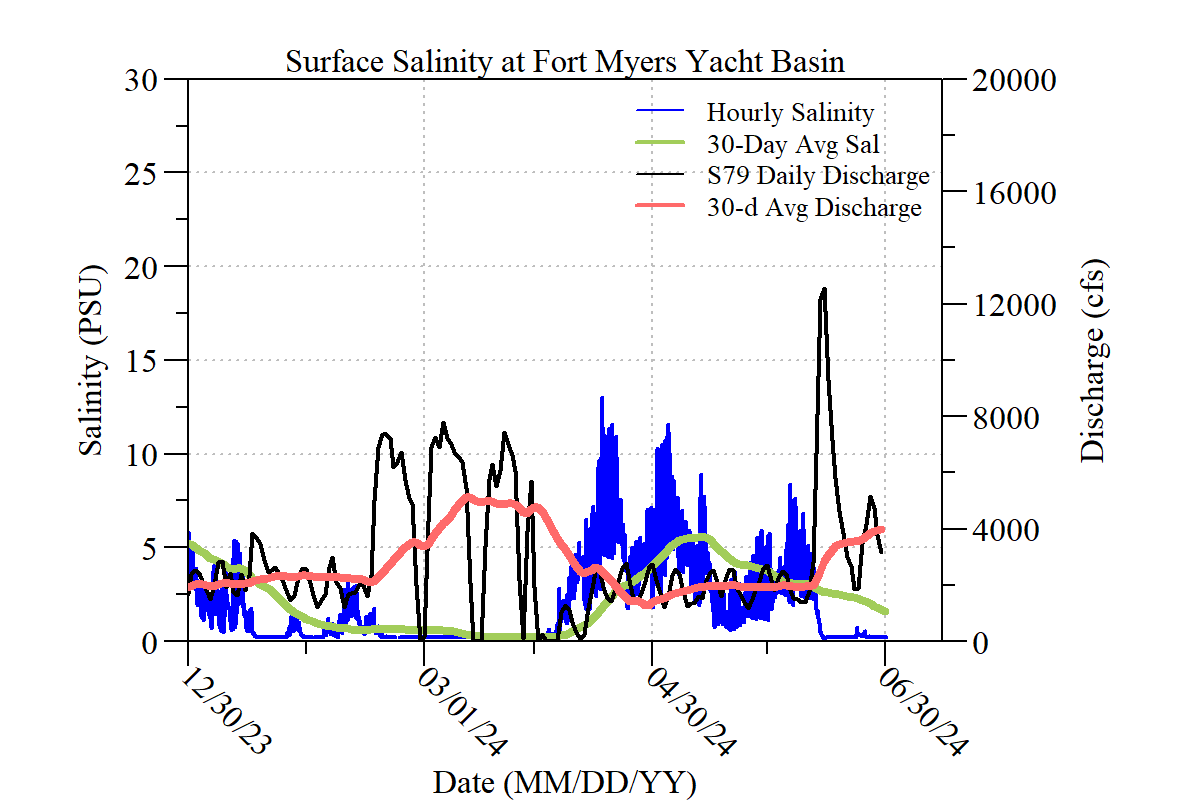 Surface Salinity at Fort Myers Yacht Basin
30
25
20
15
10
5
0
Salinity (PSU)
Hourly Salinity
30-Day Avg Sal
S79 Daily Discharge
30-d Avg Discharge
20000
16000
12000
8000
4000
0
Discharge (cfs)
12/30/23
03/01/24
04/30/24
06/30/24
Date (MM/DD/YY)